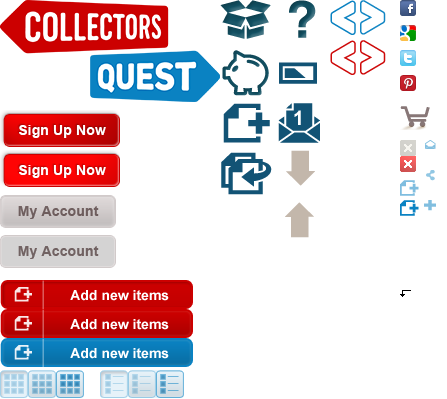 COLLECTORS
QUEST
?
1
f
g
t
p
Sign Up Now
Sign Up Now
My Account
My Account
Add new items
Add new items
Add new items